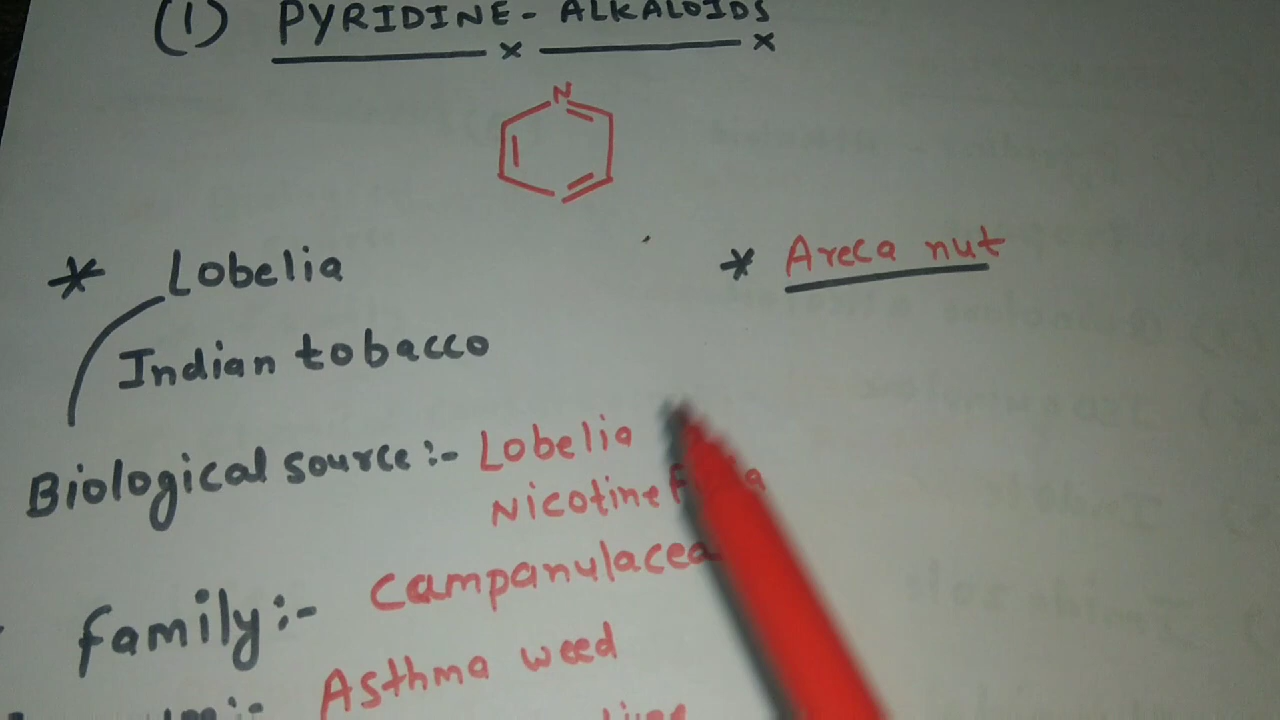 (1) PYRIDINE - ALKALOIDS
N
* Lobelia
Indian tobacco
* Areca nut
Biological source :- Lobelia
Nicotine
family :- Campanulacea
Asthma weed